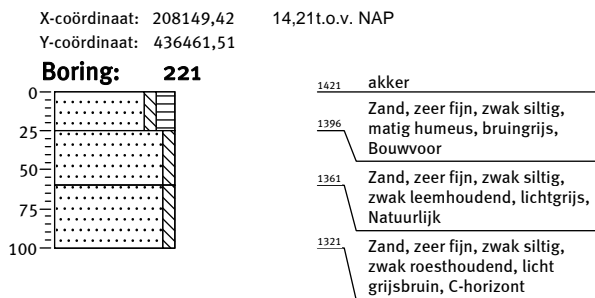 X-coördinaat: 208149,42 14,21t.o.v. NAP
Y-coördinaat: 436461,51
Boring: 221
0
25
50
75
100
1421 akker
1396 Zand, zeer fijn, zwak siltig,
matig humeus, bruingrijs,
Bouwvoor
1361 Zand, zeer fijn, zwak siltig,
zwak leemhoudend, lichtgrijs,
Natuurlijk
1321 Zand, zeer fijn, zwak siltig,
zwak roesthoudend, licht
grijsbruin, C-horizont